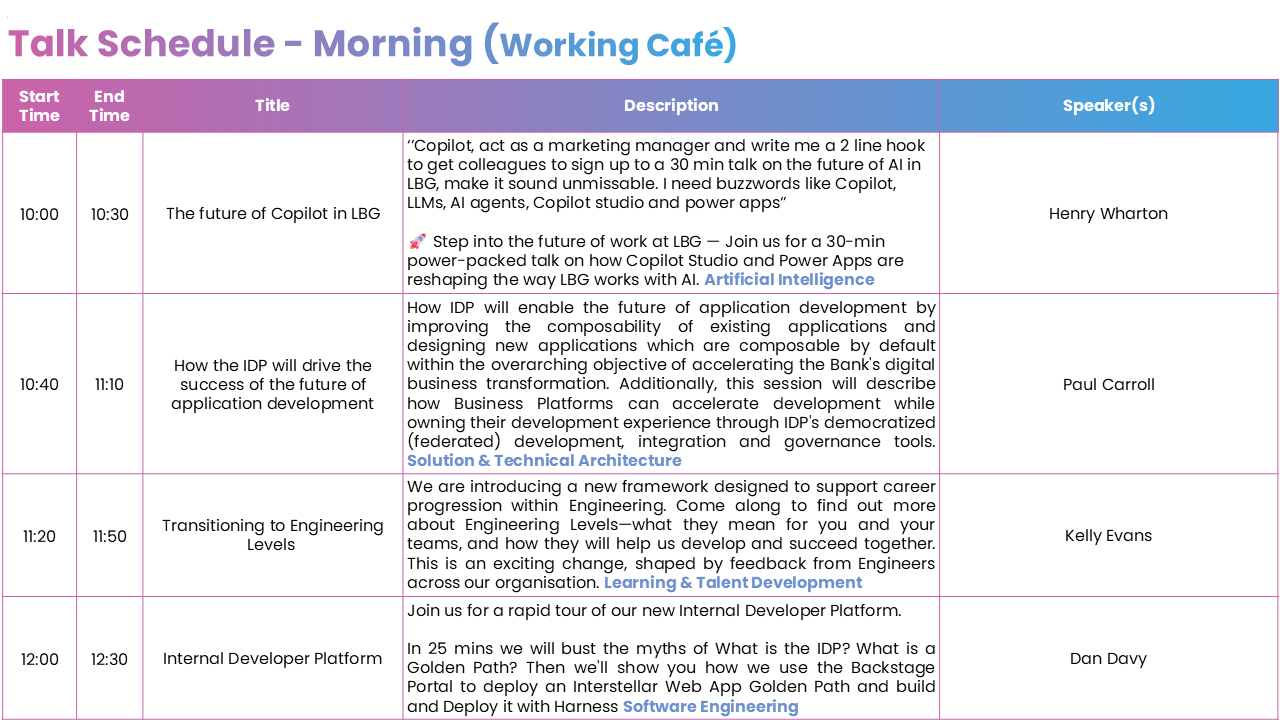 Talk Schedule - Morning (Working Café)
Start Time
End Time
Title
Description
Speaker(s)
10:00
10:30
The future of Copilot in LBG
‘’Copilot, act as a marketing manager and write me a 2 line hook
to get colleagues to sign up to a 30 min talk on the future of AI in
LBG, make it sound unmissable. I need buzzwords like Copilot,
LLMs, AI agents, Copilot studio and power apps”
🚀 Step into the future of work at LBG — Join us for a 30-min
power-packed talk on how Copilot Studio and Power Apps are
reshaping the way LBG works with AI. Artificial Intelligence
Henry Wharton
10:40
11:10
How the IDP will drive the
success of the future of
application development
How IDP will enable the future of application development by
improving the composability of existing applications and
designing new applications which are composable by default
within the overarching objective of accelerating the Bank's digital
business transformation. Additionally, this session will describe
how Business Platforms can accelerate development while
owning their development experience through IDP's democratized
(federated) development, integration and governance tools.
Solution & Technical Architecture
Paul Carroll
11:20
11:50
Transitioning to Engineering
Levels
We are introducing a new framework designed to support career
progression within Engineering. Come along to find out more
about Engineering Levels—what they mean for you and your
teams, and how they will help us develop and succeed together.
This is an exciting change, shaped by feedback from Engineers
across our organisation. Learning & Talent Development
Kelly Evans
12:00
12:30
Internal Developer Platform
Join us for a rapid tour of our new Internal Developer Platform.
In 25 mins we will bust the myths of What is the IDP? What is a
Golden Path? Then we'll show you how we use the Backstage
Portal to deploy an Interstellar Web App Golden Path and build
and Deploy it with Harness Software Engineering
Dan Davy